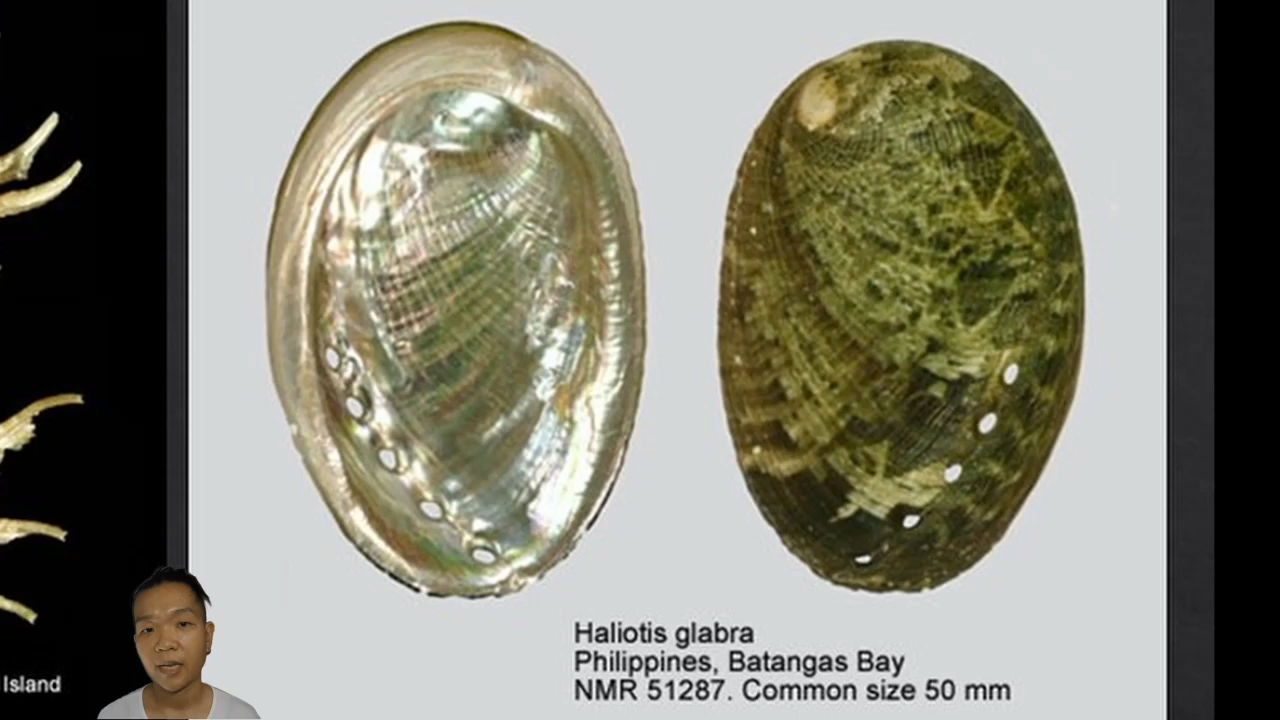 Island
Haliotis glabra
Philippines, Batangas Bay
NMR 51287. Common size 50 mm